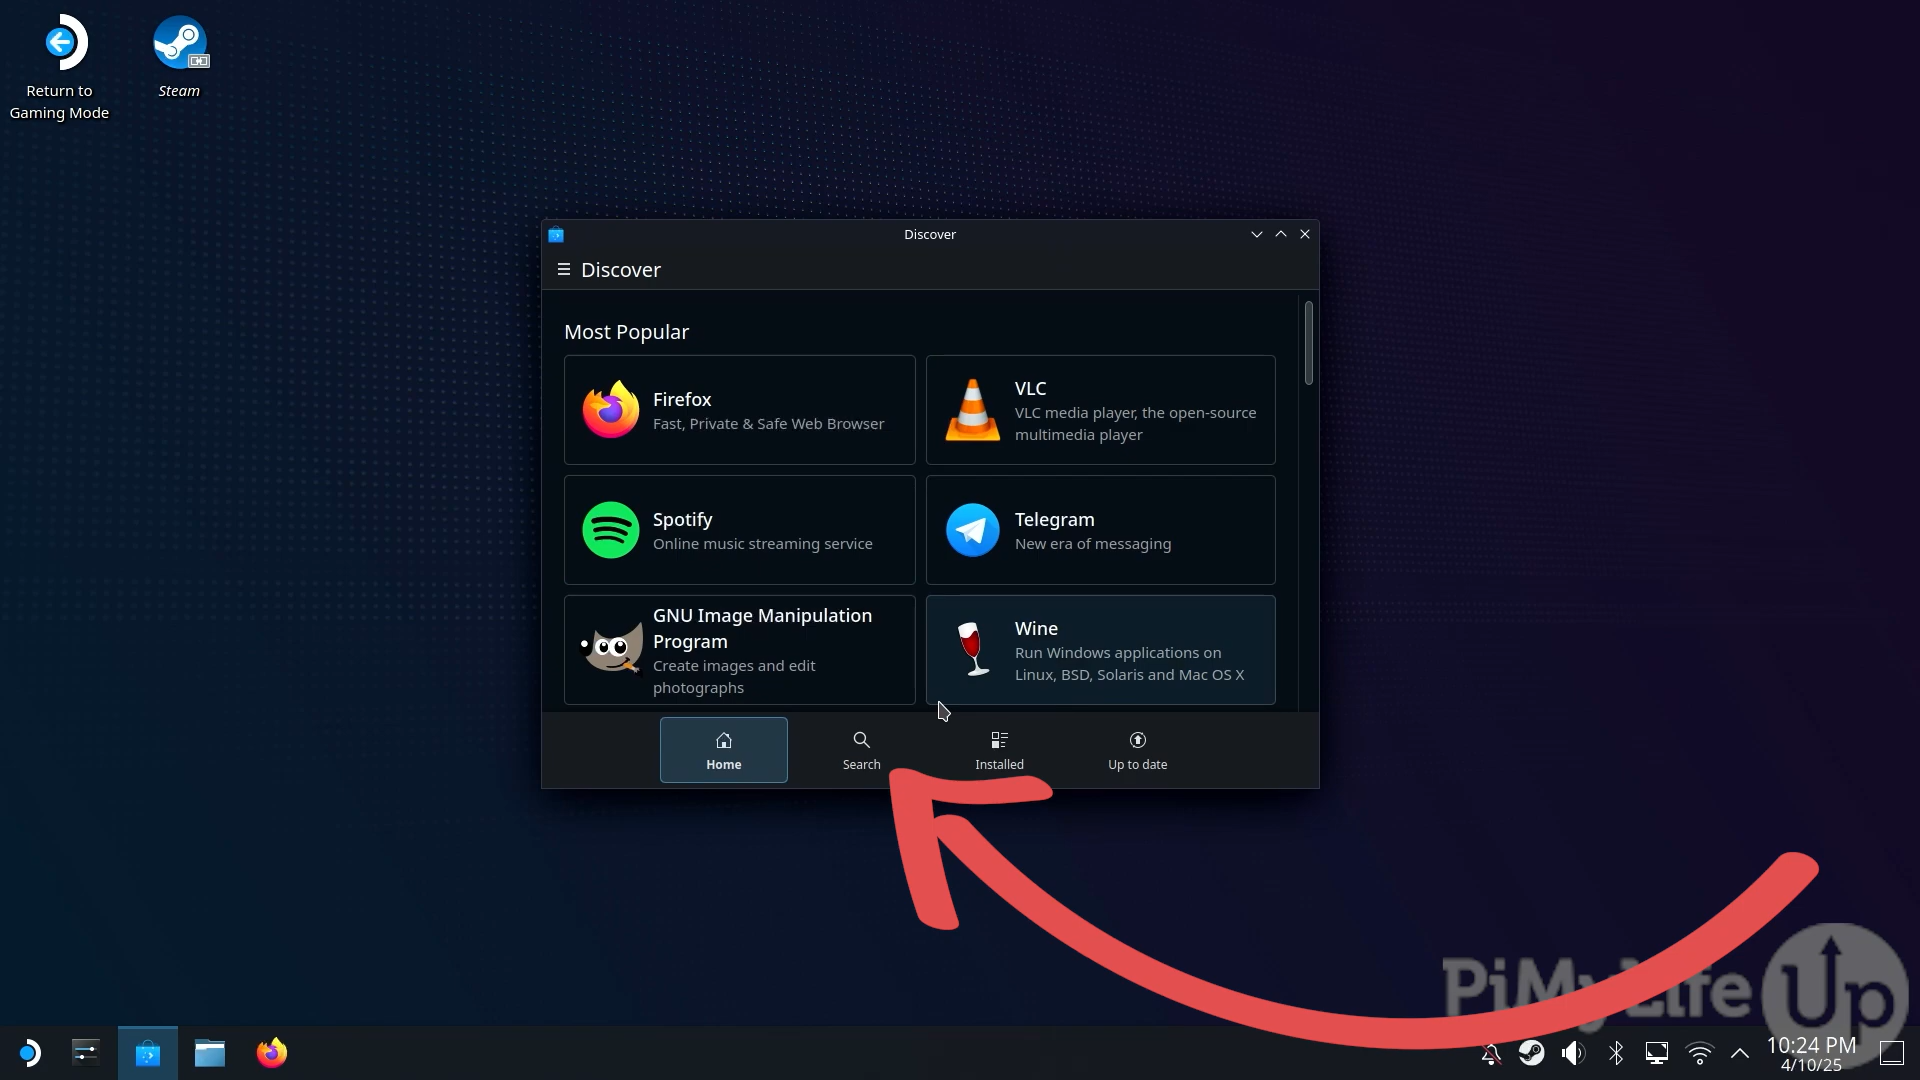 Return to
Gaming Mode
Steam
Discover
Discover
Most Popular
Firefox
Fast, Private & Safe Web Browser
VLC
VLC media player, the open-source
multimedia player
Spotify
Online music streaming service
Telegram
New era of messaging
GNU Image Manipulation
Program
Create images and edit
photographs
Wine
Run Windows applications on
Linux, BSD, Solaris and Mac OS X
Home
Search
Installed
Up to date
PiMyLifeUp
10:24 PM
4/10/25